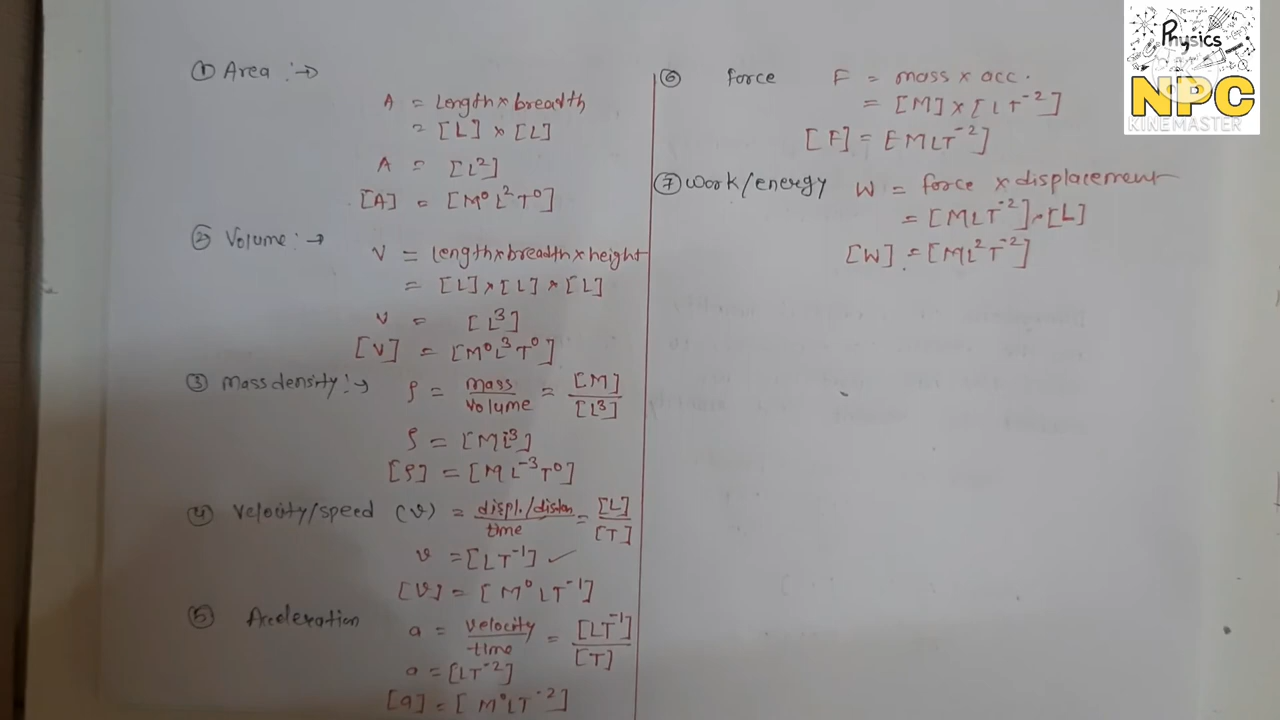 ① Area :→
A = Length × breadth
= [L] × [L]
A = [L²]
[A] = [M⁰L²T⁰]
② Volume :→
V = length×breadth×height
= [L] × [L] × [L]
V = [L³]
[V] = [M⁰L³T⁰]
③ Mass density :→ ρ = mass/volume = [M]/[L³]
ρ = [ML⁻³]
[ρ] = [ML⁻³T⁰]
④ Velocity/speed (v) = displ./distan/time = [L]/[T]
v = [LT⁻¹] ✓
[v] = [M⁰LT⁻¹]
⑤ Acceleration a = velocity/time = [LT⁻¹]/[T]
a = [LT⁻²]
[a] = [M⁰LT⁻²]
⑥ force F = mass × acc.
= [M] × [LT⁻²]
[F] = [MLT⁻²]
⑦ Work/energy W = force × displacement
= [MLT⁻²] × [L]
[W] = [ML²T⁻²]
Physics
NPC
KINEMASTER